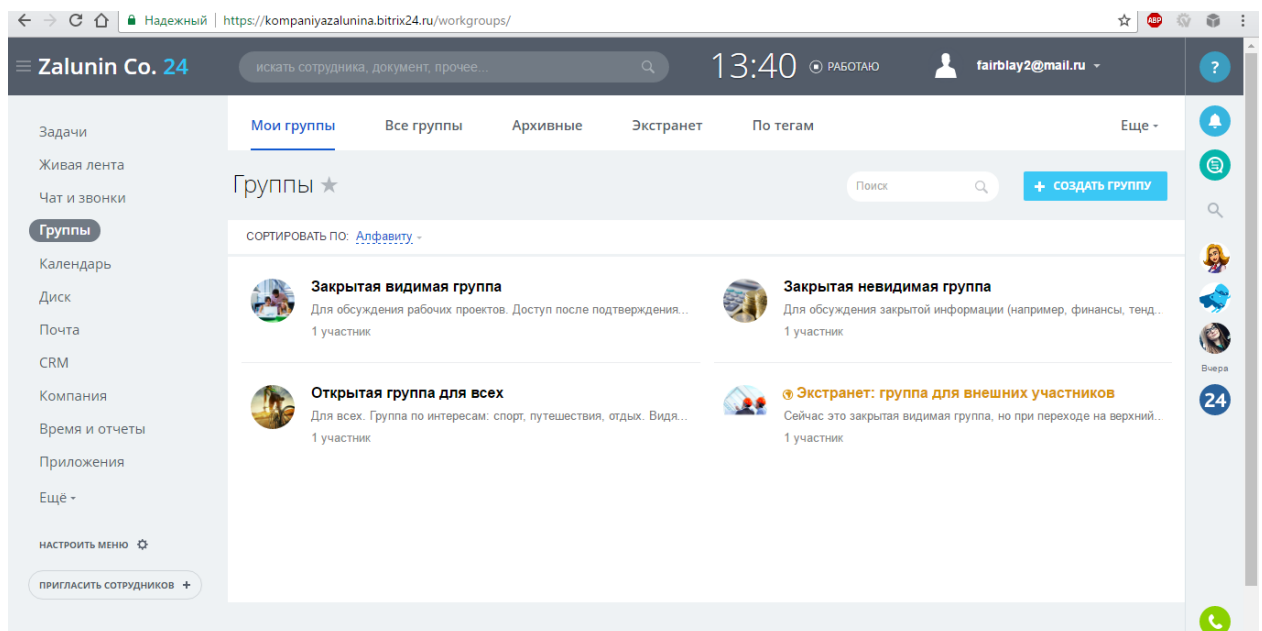 Надежный | https://kompaniyazalunina.bitrix24.ru/workgroups/
ABP
Zalunin Co. 24
искать сотрудника, документ, прочее...
13:40 РАБОТАЮ
fairblay2@mail.ru
?
Задачи
Живая лента
Чат и звонки
Группы
Календарь
Диск
Почта
CRM
Компания
Время и отчеты
Приложения
Ещё
НАСТРОИТЬ МЕНЮ
ПРИГЛАСИТЬ СОТРУДНИКОВ +
Мои группы Все группы Архивные Экстранет По тегам Еще
Группы
Поиск
+ СОЗДАТЬ ГРУППУ
СОРТИРОВАТЬ ПО: Алфавиту
Закрытая видимая группа
Для обсуждения рабочих проектов. Доступ после подтверждения...
1 участник
Закрытая невидимая группа
Для обсуждения закрытой информации (например, финансы, тенд...
1 участник
Открытая группа для всех
Для всех. Группа по интересам: спорт, путешествия, отдых. Видя...
1 участник
Экстранет: группа для внешних участников
Сейчас это закрытая видимая группа, но при переходе на верхний...
1 участник
Вчера
24